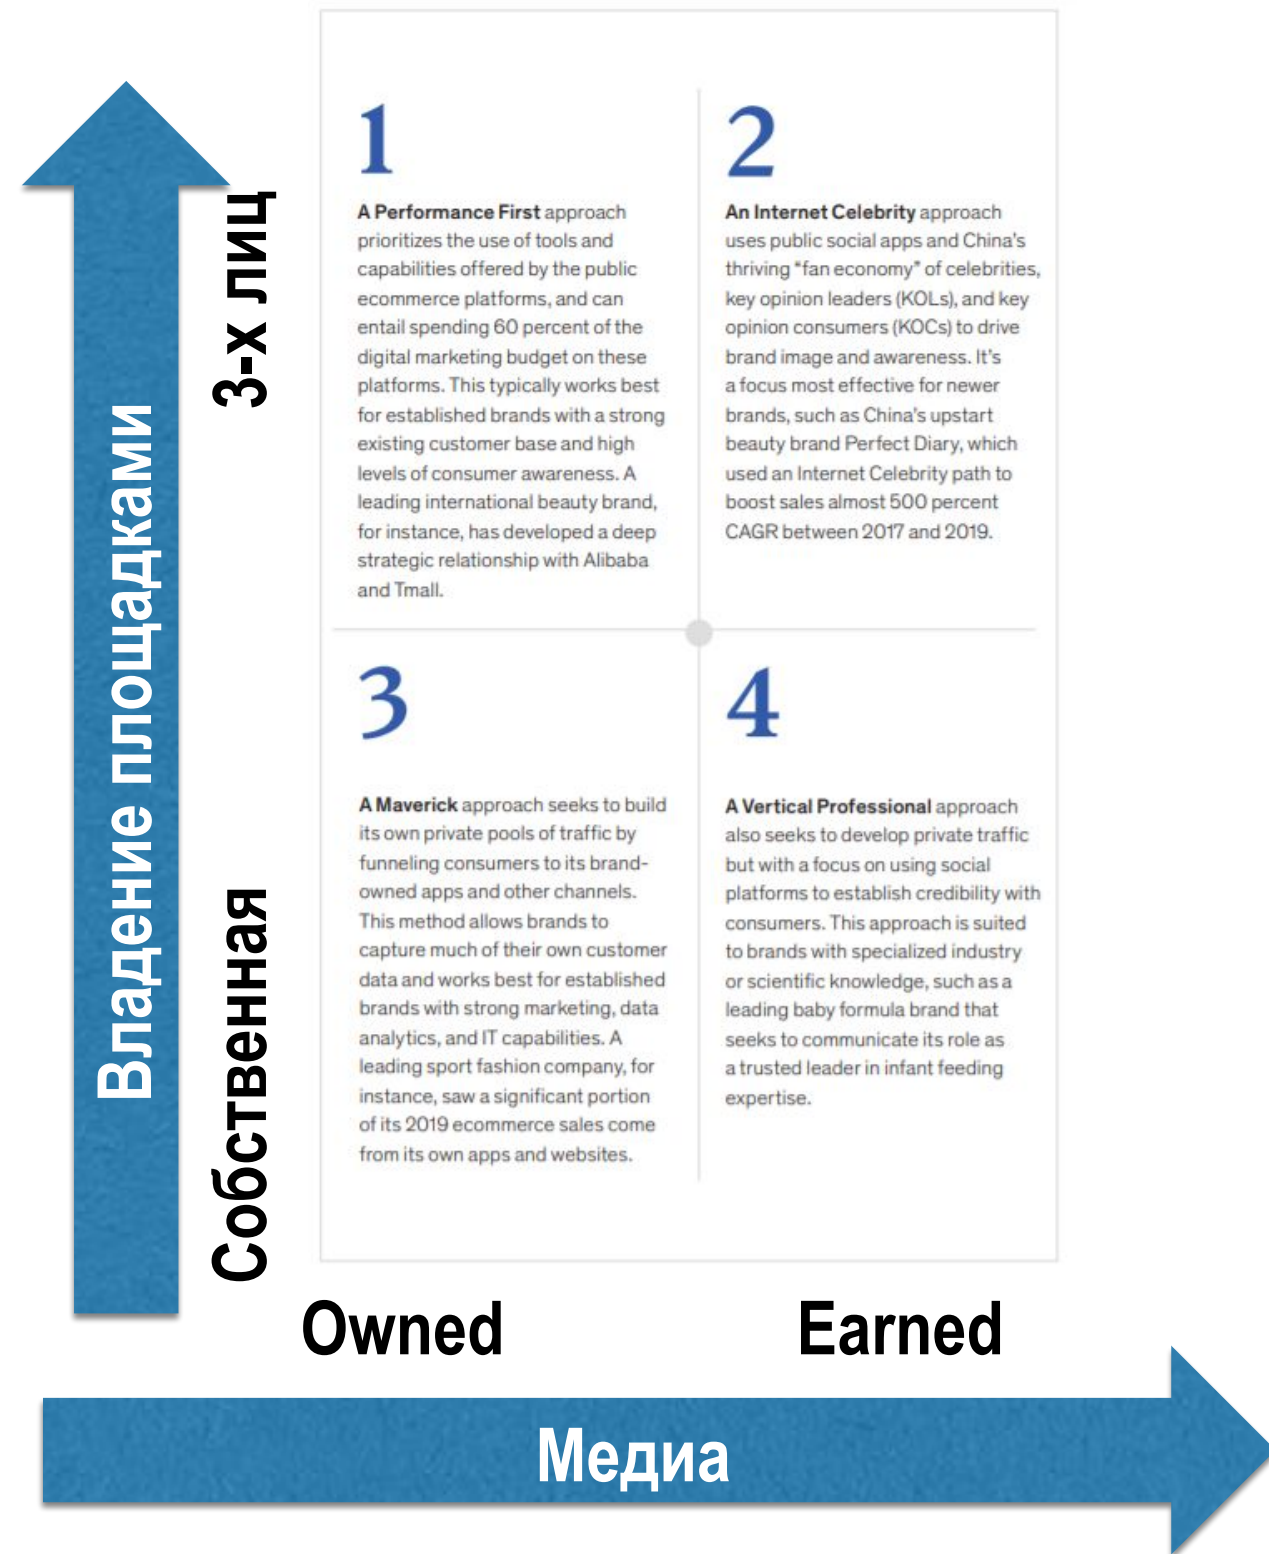 Владение площадками
3-х лиц
Собственная
1
A Performance First approach
prioritizes the use of tools and
capabilities offered by the public
ecommerce platforms, and can
entail spending 60 percent of the
digital marketing budget on these
platforms. This typically works best
for established brands with a strong
existing customer base and high
levels of consumer awareness. A
leading international beauty brand,
for instance, has developed a deep
strategic relationship with Alibaba
and Tmall.
2
An Internet Celebrity approach
uses public social apps and China's
thriving "fan economy" of celebrities,
key opinion leaders (KOLs), and key
opinion consumers (KOCs) to drive
brand image and awareness. It's
a focus most effective for newer
brands, such as China's upstart
beauty brand Perfect Diary, which
used an Internet Celebrity path to
boost sales almost 500 percent
CAGR between 2017 and 2019.
3
A Maverick approach seeks to build
its own private pools of traffic by
funneling consumers to its brand-
owned apps and other channels.
This method allows brands to
capture much of their own customer
data and works best for established
brands with strong marketing, data
analytics, and IT capabilities. A
leading sport fashion company, for
instance, saw a significant portion
of its 2019 ecommerce sales come
from its own apps and websites.
4
A Vertical Professional approach
also seeks to develop private traffic
but with a focus on using social
platforms to establish credibility with
consumers. This approach is suited
to brands with specialized industry
or scientific knowledge, such as a
leading baby formula brand that
seeks to communicate its role as
a trusted leader in infant feeding
expertise.
Owned
Earned
Медиа